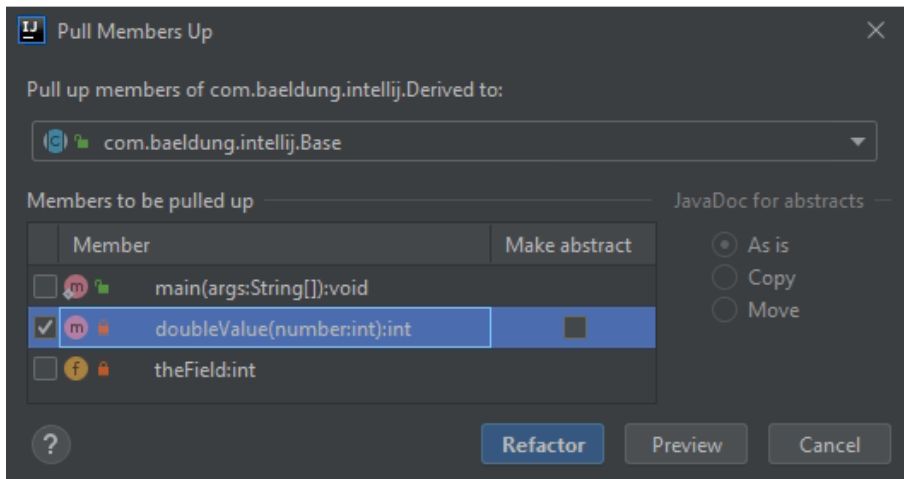 IJ
Pull Members Up
Pull up members of com.baeldung.intellij.Derived to:
C com.baeldung.intellij.Base
Members to be pulled up
JavaDoc for abstracts
Member Make abstract
As is
m main(args:String[]):void
Copy
m doubleValue(number:int):int
Move
f theField:int
? Refactor Preview Cancel